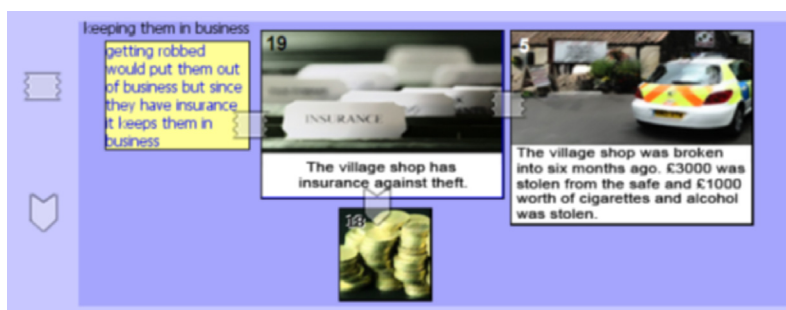 keeping them in business
getting robbed
would put them out
of business but since
they have insurance
it keeps them in
business
19
INSURANCE
The village shop has
insurance against theft.
5
The village shop was broken
into six months ago. £3000 was
stolen from the safe and £1000
worth of cigarettes and alcohol
was stolen.